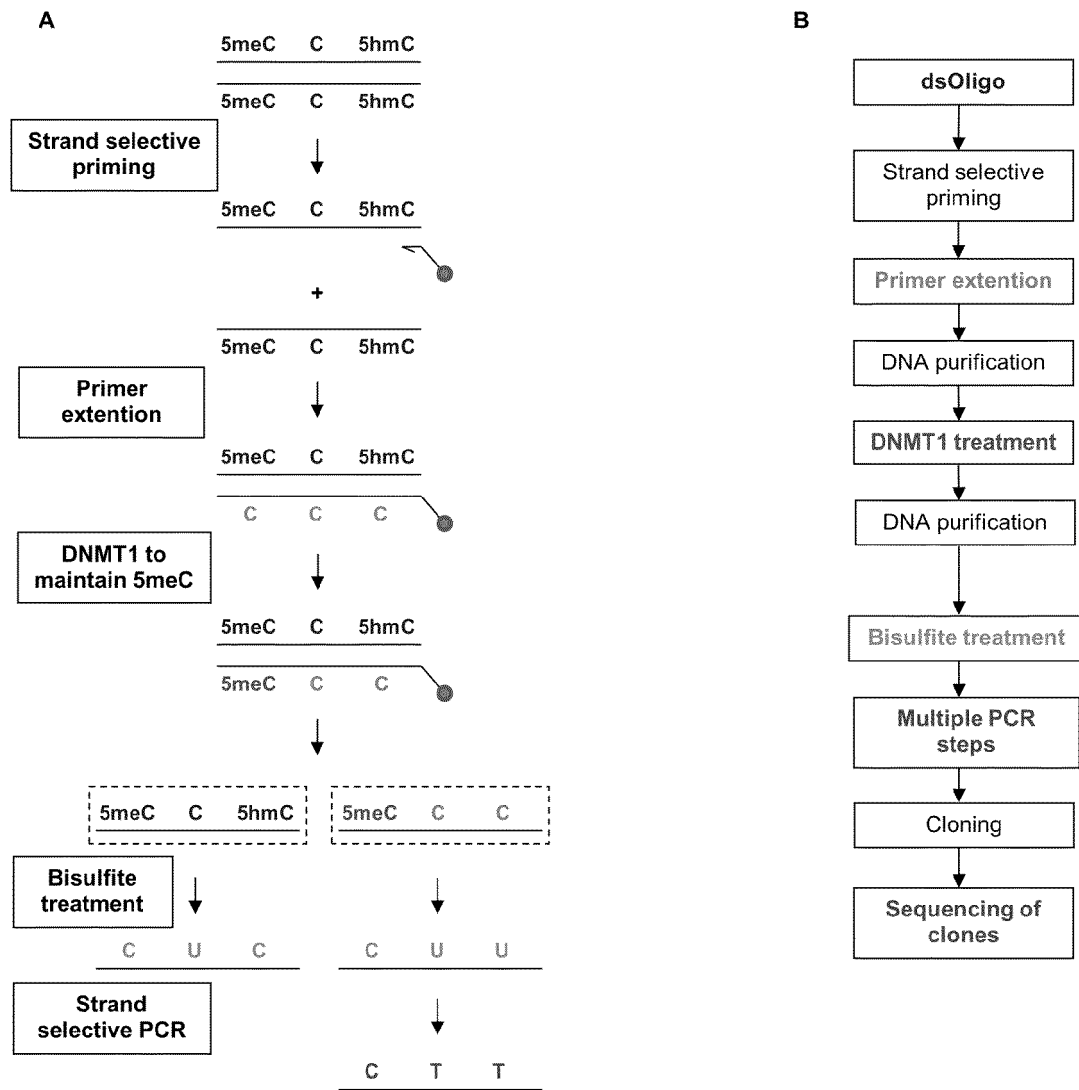 A
5meC C 5hmC
5meC C 5hmC
Strand selective
priming
5meC C 5hmC
+
5meC C 5hmC
Primer
extention
5meC C 5hmC
C C C
DNMT1 to
maintain 5meC
5meC C 5hmC
5meC C C
5meC C 5hmC
5meC C C
Bisulfite
treatment
C U C
C U U
Strand
selective PCR
C T T
B
dsOligo
Strand selective
priming
Primer extention
DNA purification
DNMT1 treatment
DNA purification
Bisulfite treatment
Multiple PCR
steps
Cloning
Sequencing of
clones